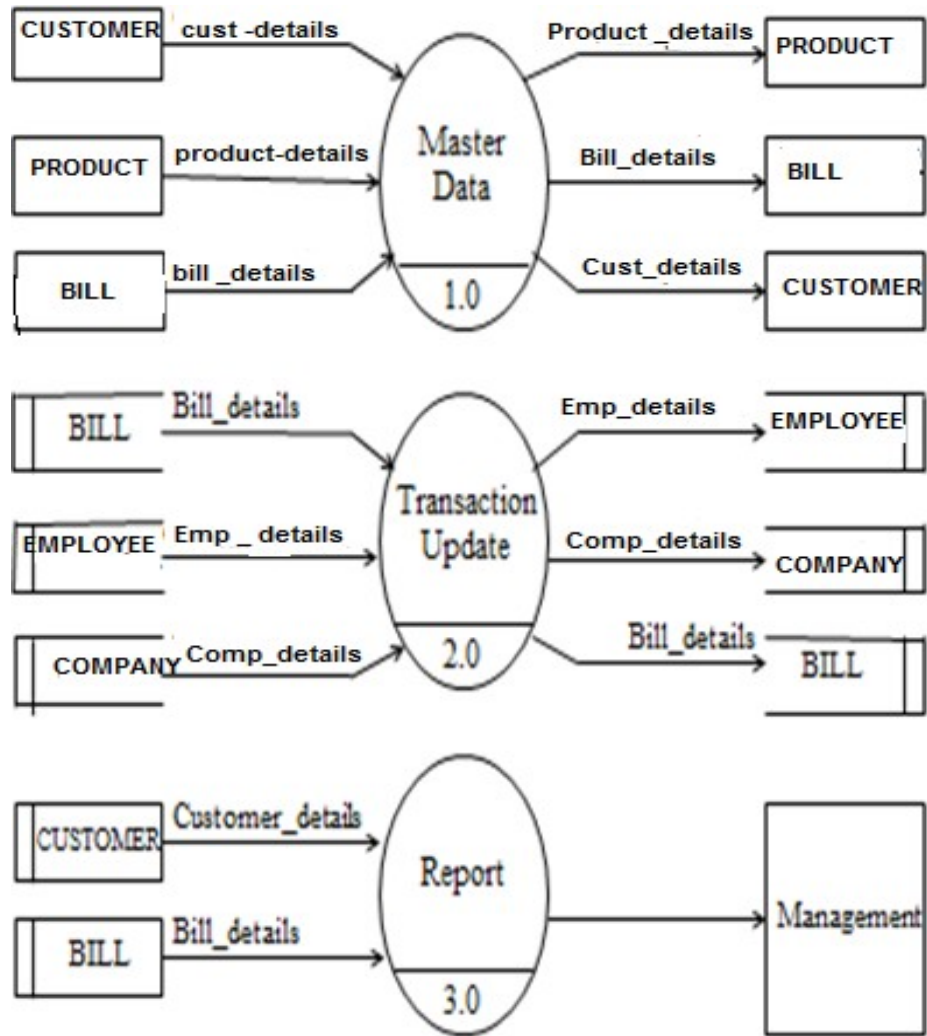 CUSTOMER
cust -details
Product _details
PRODUCT
PRODUCT
product-details
Master
Data
Bill_details
BILL
BILL
bill _details
1.0
Cust_details
CUSTOMER
BILL
Bill_details
Emp_details
EMPLOYEE
EMPLOYEE
Emp _ details
Transaction
Update
Comp_details
COMPANY
COMPANY
Comp_details
2.0
Bill_details
BILL
CUSTOMER
Customer_details
Report
Management
BILL
Bill_details
3.0